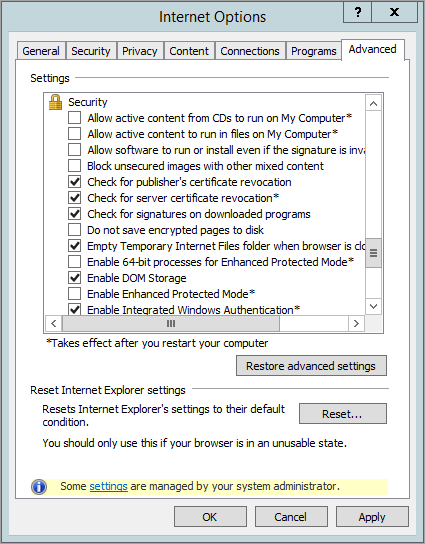 Internet Options
? x
General Security Privacy Content Connections Programs Advanced
Settings
Security
Allow active content from CDs to run on My Computer*
Allow active content to run in files on My Computer*
Allow software to run or install even if the signature is inva
Block unsecured images with other mixed content
Check for publisher's certificate revocation
Check for server certificate revocation*
Check for signatures on downloaded programs
Do not save encrypted pages to disk
Empty Temporary Internet Files folder when browser is clo
Enable 64-bit processes for Enhanced Protected Mode*
Enable DOM Storage
Enable Enhanced Protected Mode*
Enable Integrated Windows Authentication*
*Takes effect after you restart your computer
Restore advanced settings
Reset Internet Explorer settings
Resets Internet Explorer's settings to their default
condition.
Reset...
You should only use this if your browser is in an unusable state.
Some settings are managed by your system administrator.
OK Cancel Apply